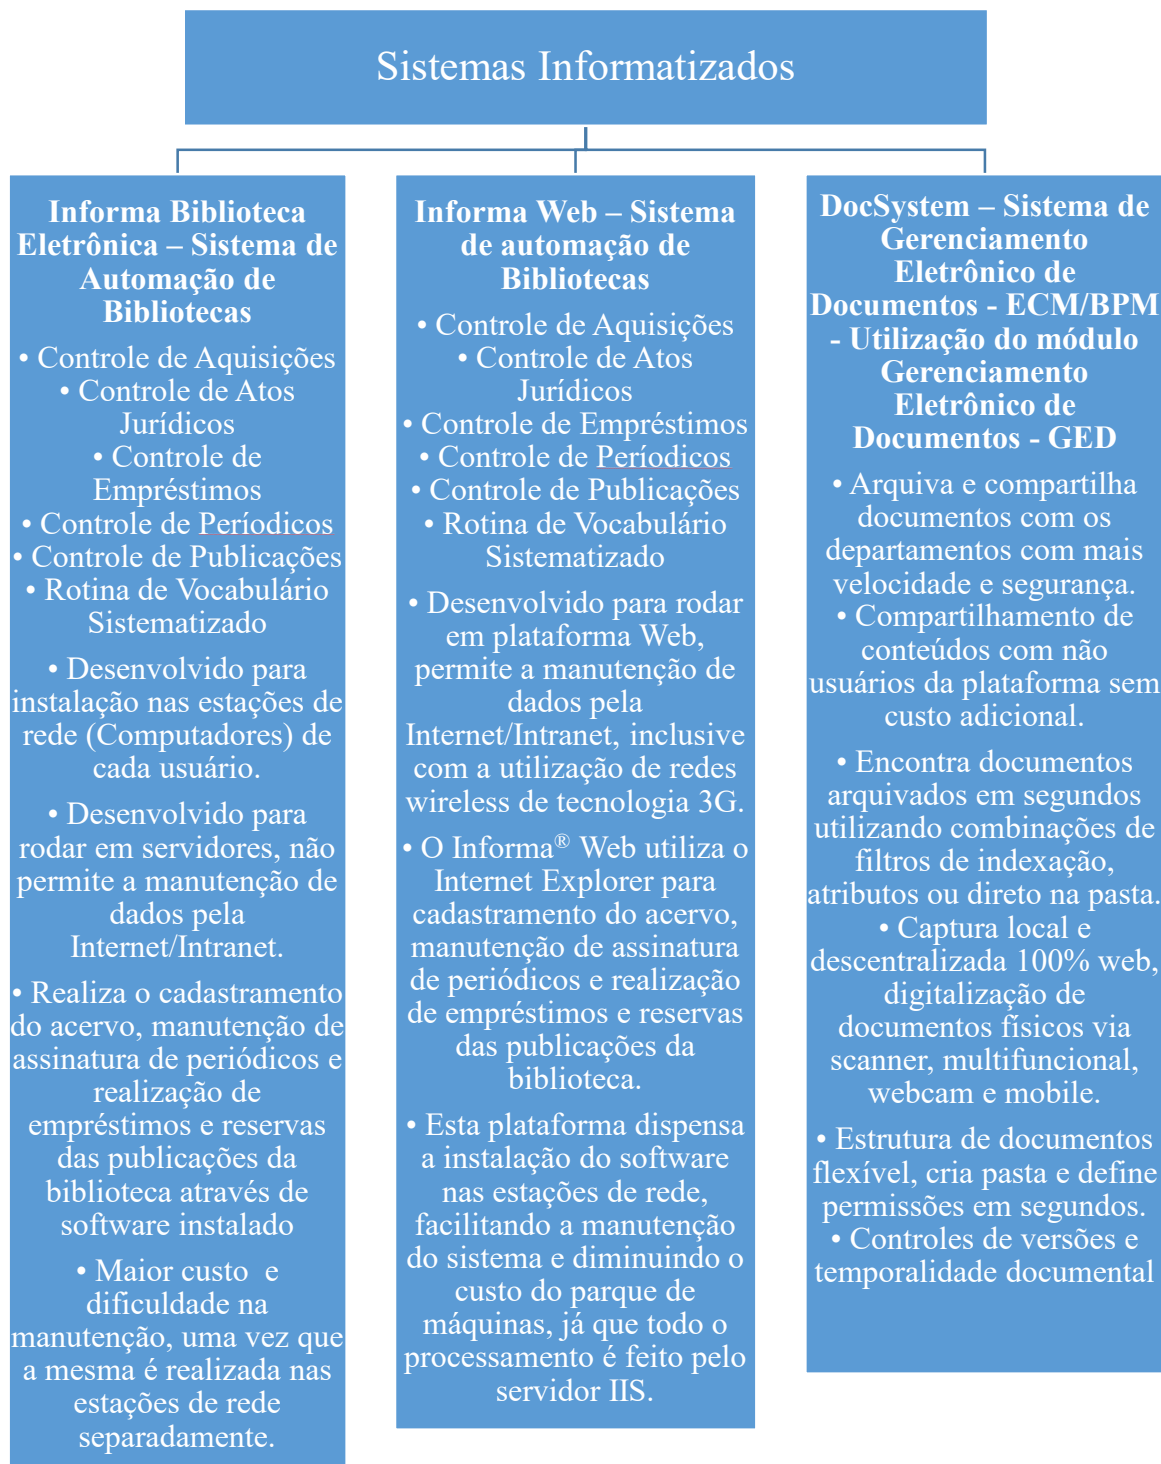 Sistemas Informatizados
Informa Biblioteca
Eletrônica – Sistema de
Automação de
Bibliotecas
• Controle de Aquisições
• Controle de Atos
Jurídicos
• Controle de
Empréstimos
• Controle de Períodicos
• Controle de Publicações
• Rotina de Vocabulário
Sistematizado
• Desenvolvido para
instalação nas estações de
rede (Computadores) de
cada usuário.
• Desenvolvido para
rodar em servidores, não
permite a manutenção de
dados pela
Internet/Intranet.
• Realiza o cadastramento
do acervo, manutenção de
assinatura de periódicos e
realização de
empréstimos e reservas
das publicações da
biblioteca através de
software instalado
• Maior custo e
dificuldade na
manutenção, uma vez que
a mesma é realizada nas
estações de rede
separadamente.
Informa Web – Sistema
de automação de
Bibliotecas
• Controle de Aquisições
• Controle de Atos
Jurídicos
• Controle de Empréstimos
• Controle de Períodicos
• Controle de Publicações
• Rotina de Vocabulário
Sistematizado
• Desenvolvido para rodar
em plataforma Web,
permite a manutenção de
dados pela
Internet/Intranet, inclusive
com a utilização de redes
wireless de tecnologia 3G.
• O Informa® Web utiliza o
Internet Explorer para
cadastramento do acervo,
manutenção de assinatura
de periódicos e realização
de empréstimos e reservas
das publicações da
biblioteca.
• Esta plataforma dispensa
a instalação do software
nas estações de rede,
facilitando a manutenção
do sistema e diminuindo o
custo do parque de
máquinas, já que todo o
processamento é feito pelo
servidor IIS.
DocSystem – Sistema de
Gerenciamento
Eletrônico de
Documentos - ECM/BPM
- Utilização do módulo
Gerenciamento
Eletrônico de
Documentos - GED
• Arquiva e compartilha
documentos com os
departamentos com mais
velocidade e segurança.
• Compartilhamento de
conteúdos com não
usuários da plataforma sem
custo adicional.
• Encontra documentos
arquivados em segundos
utilizando combinações de
filtros de indexação,
atributos ou direto na pasta.
• Captura local e
descentralizada 100% web,
digitalização de
documentos físicos via
scanner, multifuncional,
webcam e mobile.
• Estrutura de documentos
flexível, cria pasta e define
permissões em segundos.
• Controles de versões e
temporalidade documental